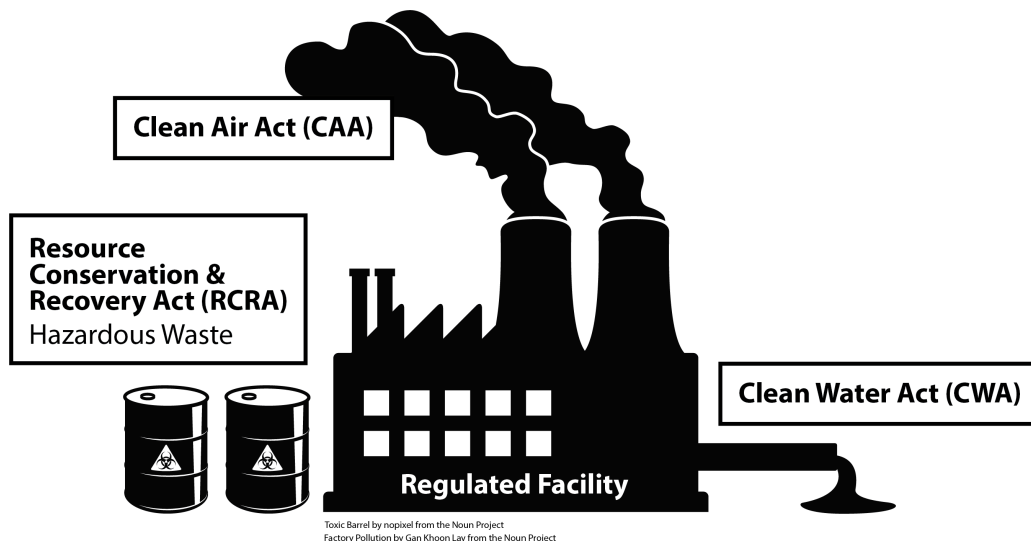 Clean Air Act (CAA)
Resource
Conservation &
Recovery Act (RCRA)
Hazardous Waste
Clean Water Act (CWA)
Regulated Facility
Toxic Barrel by nopixel from the Noun Project
Factory Pollution by Gan Khoon Lay from the Noun Project